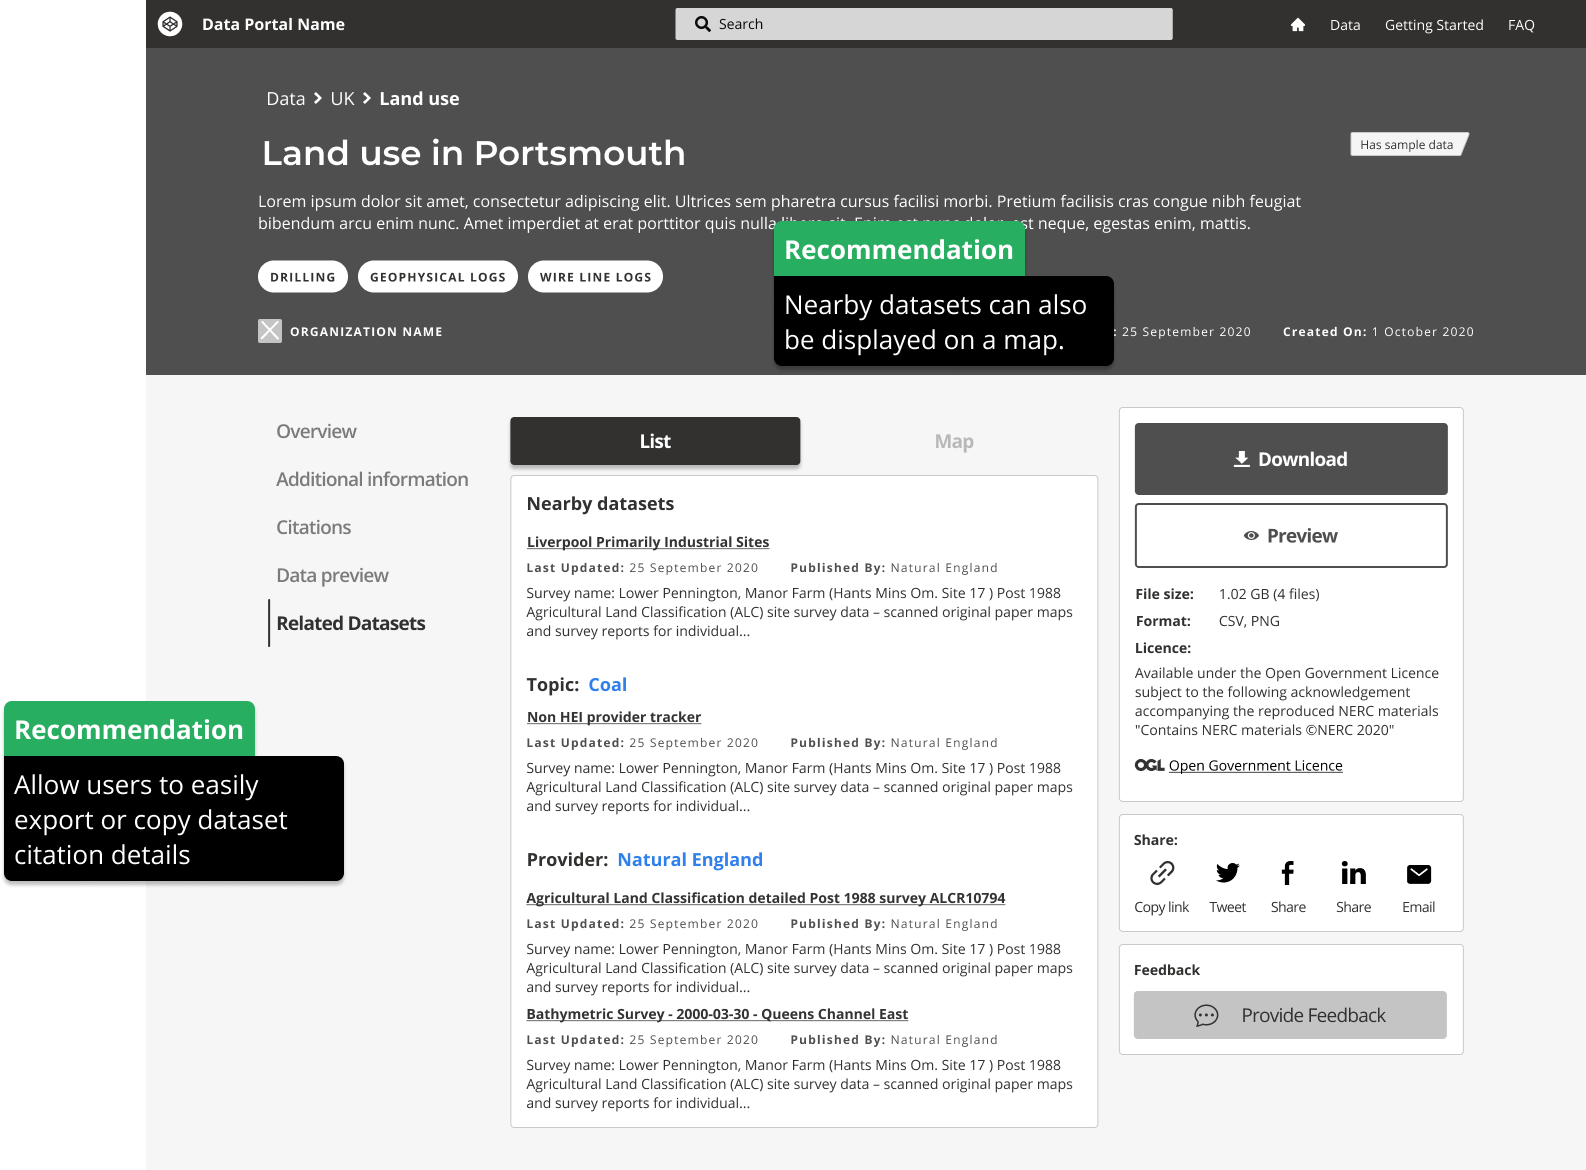 Data Portal Name
Search
Data
Getting Started
FAQ
Data > UK > Land use
Land use in Portsmouth
Has sample data
Lorem ipsum dolor sit amet, consectetur adipiscing elit. Ultrices sem pharetra cursus facilisi morbi. Pretium facilisis cras congue nibh feugiat
bibendum arcu enim nunc. Amet imperdiet at erat porttitor quis nulla neque, egestas enim, mattis.
Recommendation
Nearby datasets can also
be displayed on a map.
DRILLING
GEOPHYSICAL LOGS
WIRE LINE LOGS
ORGANIZATION NAME
: 25 September 2020
Created On: 1 October 2020
Overview
Additional information
Citations
Data preview
Related Datasets
Recommendation
Allow users to easily
export or copy dataset
citation details
List
Map
Nearby datasets
Liverpool Primarily Industrial Sites
Last Updated: 25 September 2020 Published By: Natural England
Survey name: Lower Pennington, Manor Farm (Hants Mins Om. Site 17 ) Post 1988
Agricultural Land Classification (ALC) site survey data – scanned original paper maps
and survey reports for individual...
Topic: Coal
Non HEI provider tracker
Last Updated: 25 September 2020 Published By: Natural England
Survey name: Lower Pennington, Manor Farm (Hants Mins Om. Site 17 ) Post 1988
Agricultural Land Classification (ALC) site survey data – scanned original paper maps
and survey reports for individual...
Provider: Natural England
Agricultural Land Classification detailed Post 1988 survey ALCR10794
Last Updated: 25 September 2020 Published By: Natural England
Survey name: Lower Pennington, Manor Farm (Hants Mins Om. Site 17 ) Post 1988
Agricultural Land Classification (ALC) site survey data – scanned original paper maps
and survey reports for individual...
Bathymetric Survey - 2000-03-30 - Queens Channel East
Last Updated: 25 September 2020 Published By: Natural England
Survey name: Lower Pennington, Manor Farm (Hants Mins Om. Site 17 ) Post 1988
Agricultural Land Classification (ALC) site survey data – scanned original paper maps
and survey reports for individual...
Download
Preview
File size: 1.02 GB (4 files)
Format: CSV, PNG
Licence:
Available under the Open Government Licence
subject to the following acknowledgement
accompanying the reproduced NERC materials
"Contains NERC materials ©NERC 2020"
OGL Open Government Licence
Share:
Copy link
Tweet
Share
Share
Email
Feedback
Provide Feedback